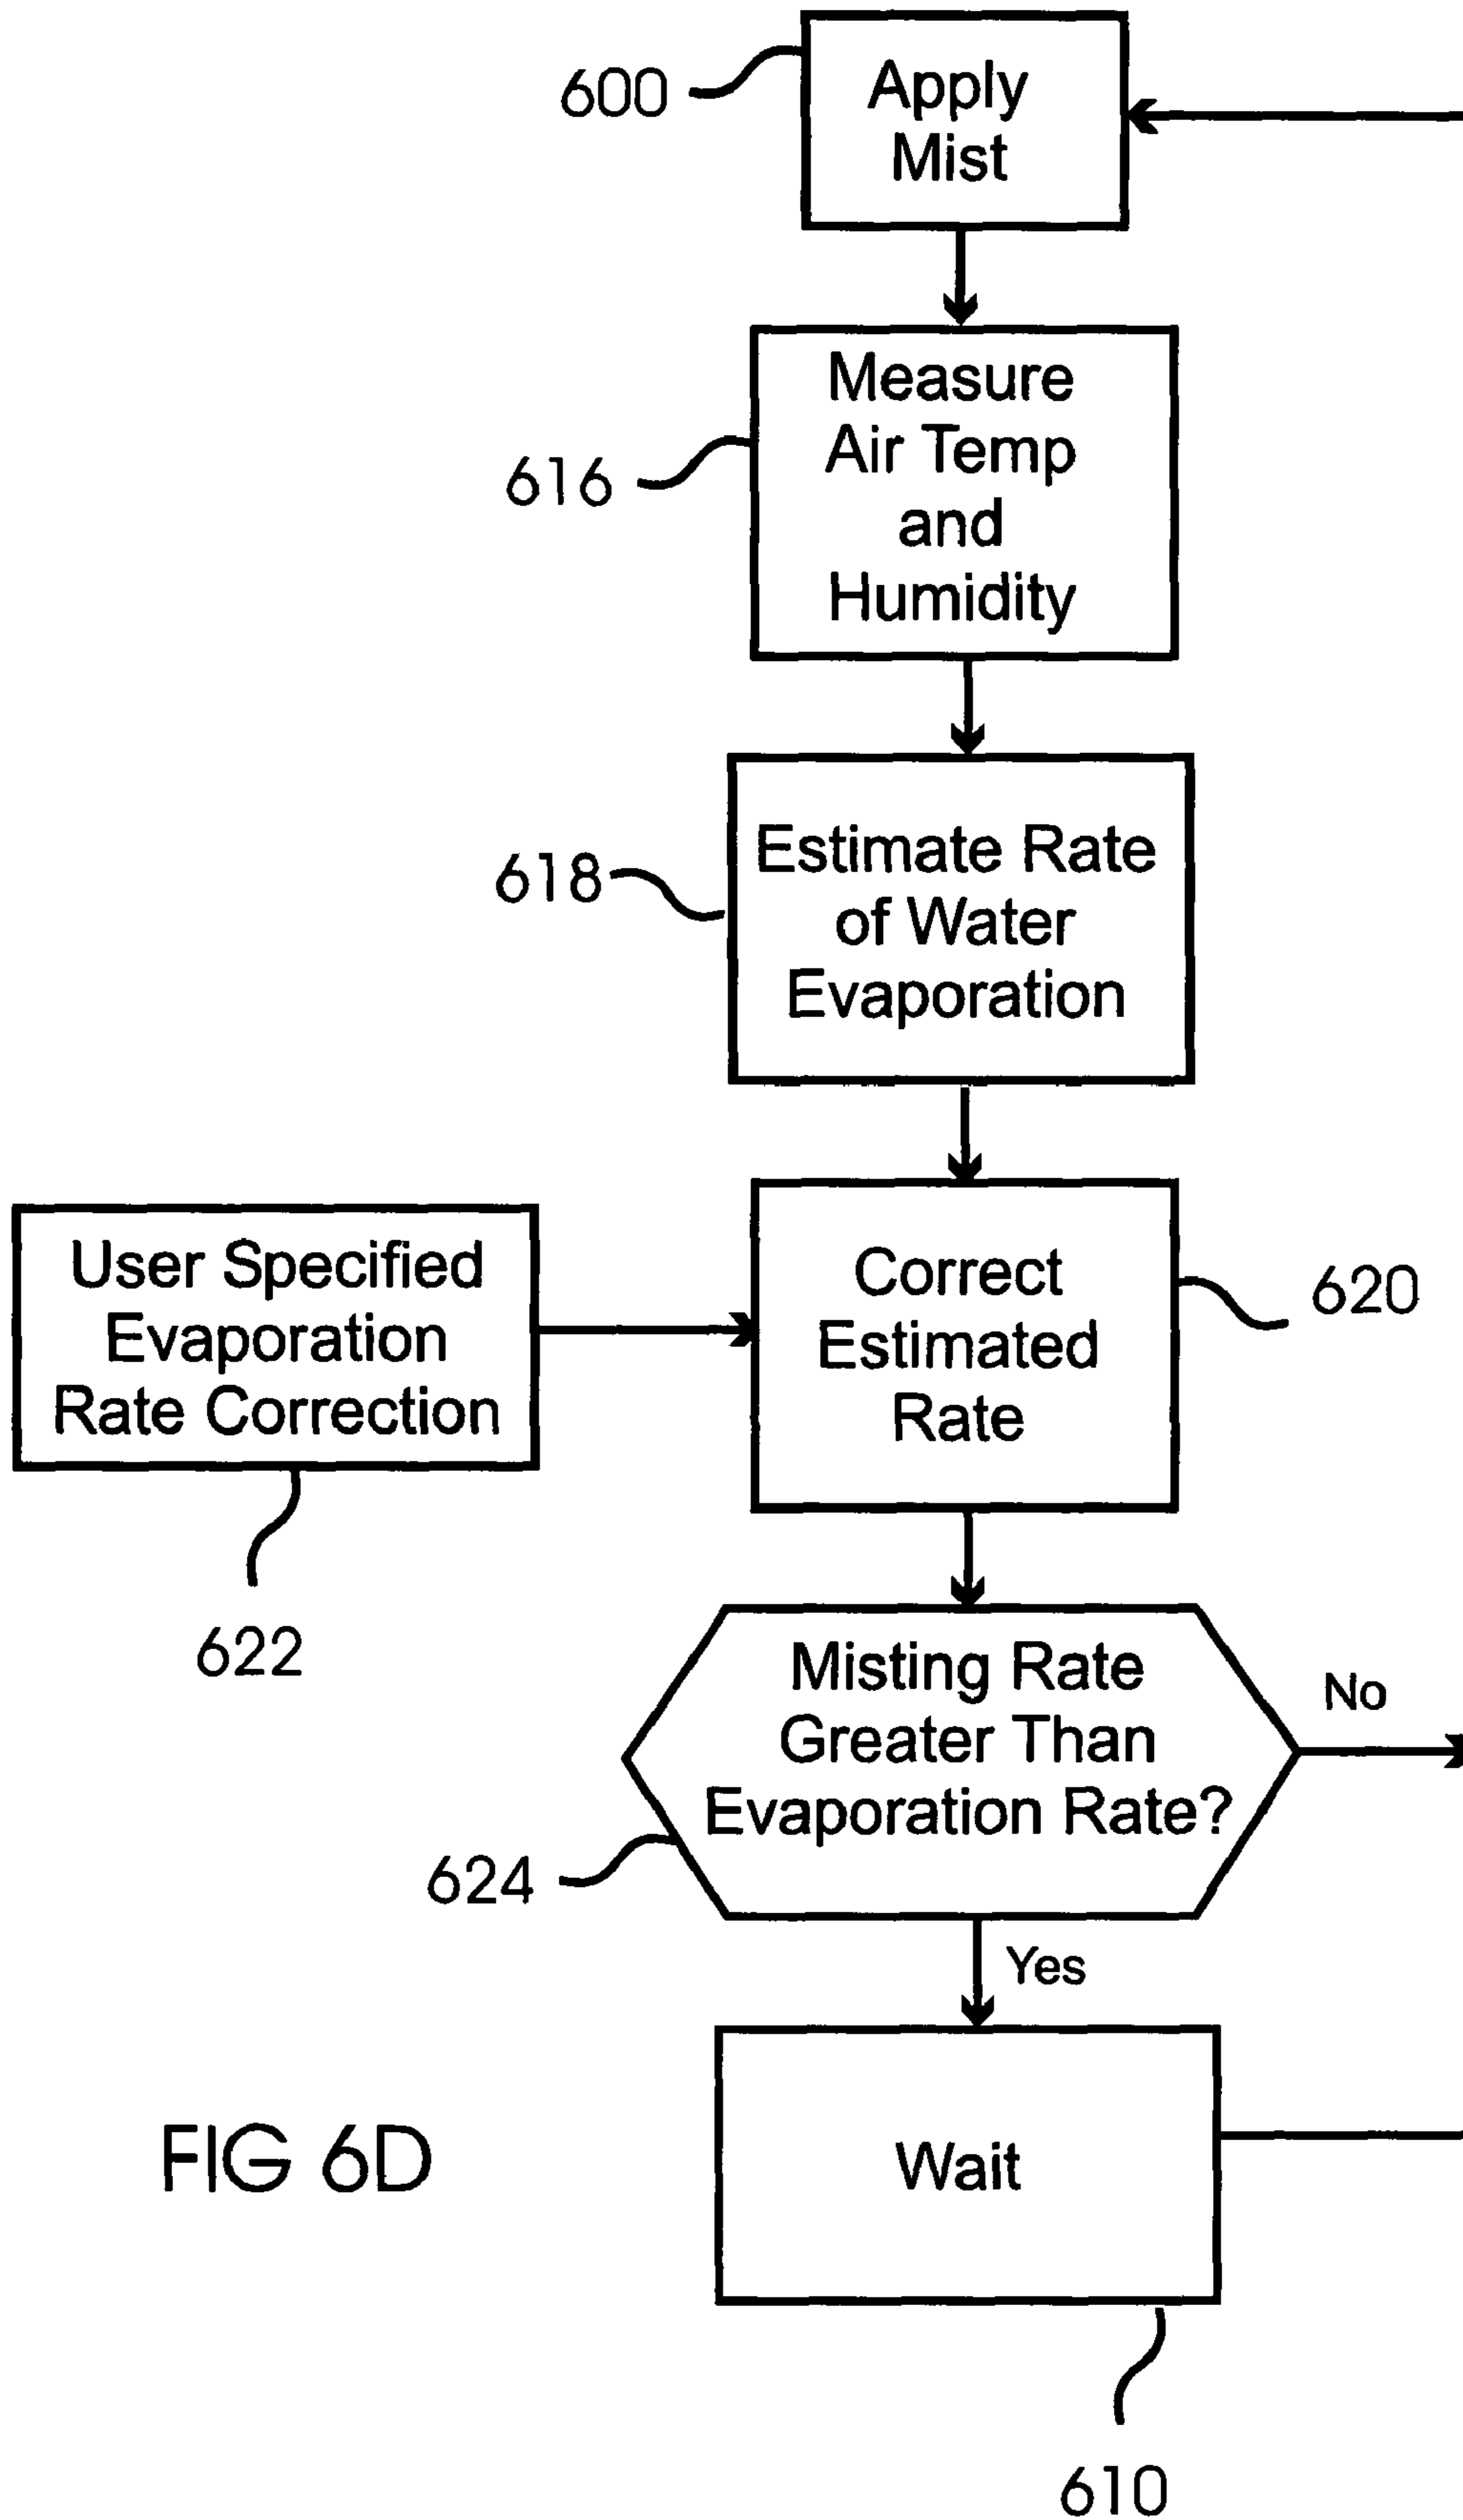 600
Apply
Mist
616
Measure
Air Temp
and
Humidity
618
Estimate Rate
of Water
Evaporation
User Specified
Evaporation
Rate Correction
622
Correct
Estimated
Rate
620
Misting Rate
Greater Than
Evaporation Rate?
No
624
Yes
Wait
FIG 6D
610